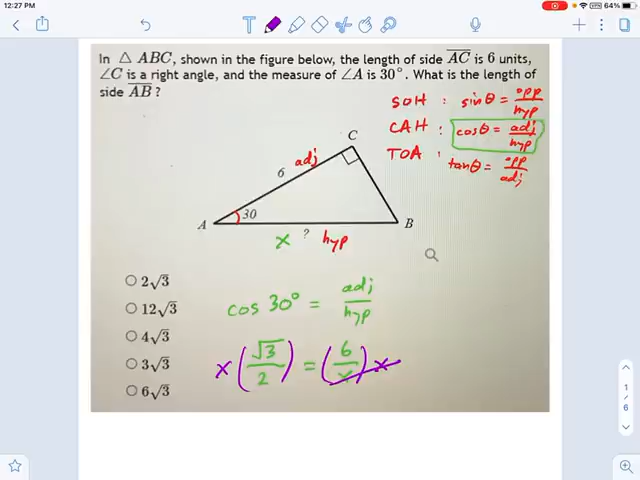 12:27 PM
64%
In △ ABC, shown in the figure below, the length of side AC is 6 units,
∠C is a right angle, and the measure of ∠A is 30°. What is the length of
side AB ?
SOH : sinθ = opp/hyp
CAH : cosθ = adj/hyp
TOA : tanθ = opp/adj
C
adj
6
30
A
B
x ? hyp
2√3
12√3
4√3
3√3
6√3
cos 30° = adj/hyp
x (√3/2) = (6/x) x
1
/
6